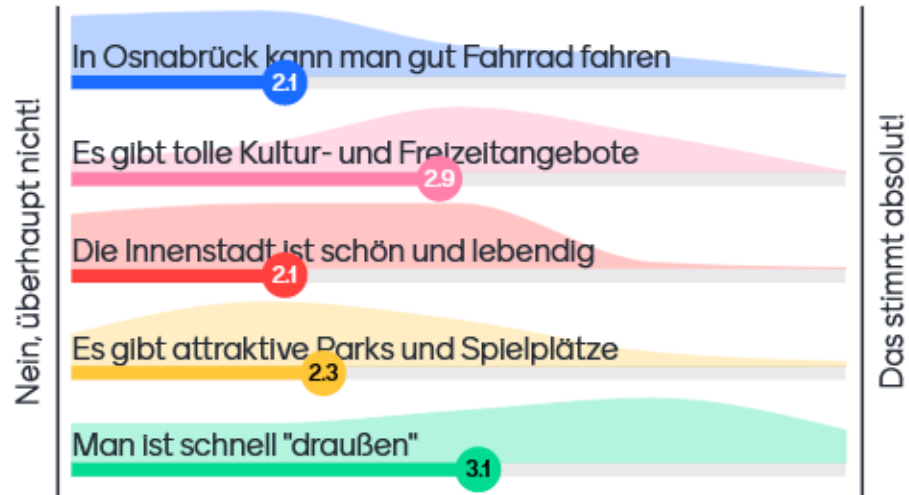 Nein, überhaupt nicht!
In Osnabrück kann man gut Fahrrad fahren
2.1
Es gibt tolle Kultur- und Freizeitangebote
2.9
Die Innenstadt ist schön und lebendig
2.1
Es gibt attraktive Parks und Spielplätze
2.3
Man ist schnell "draußen"
3.1
Das stimmt absolut!